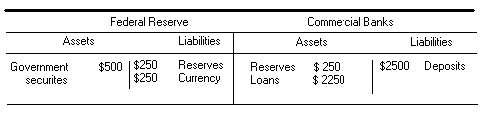 Federal Reserve Commercial Banks
Assets Liabilities Assets Liabilities
Government $500 $250 Reserves Reserves $ 250 $2500 Deposits
securites $250 Currency Loans $ 2250